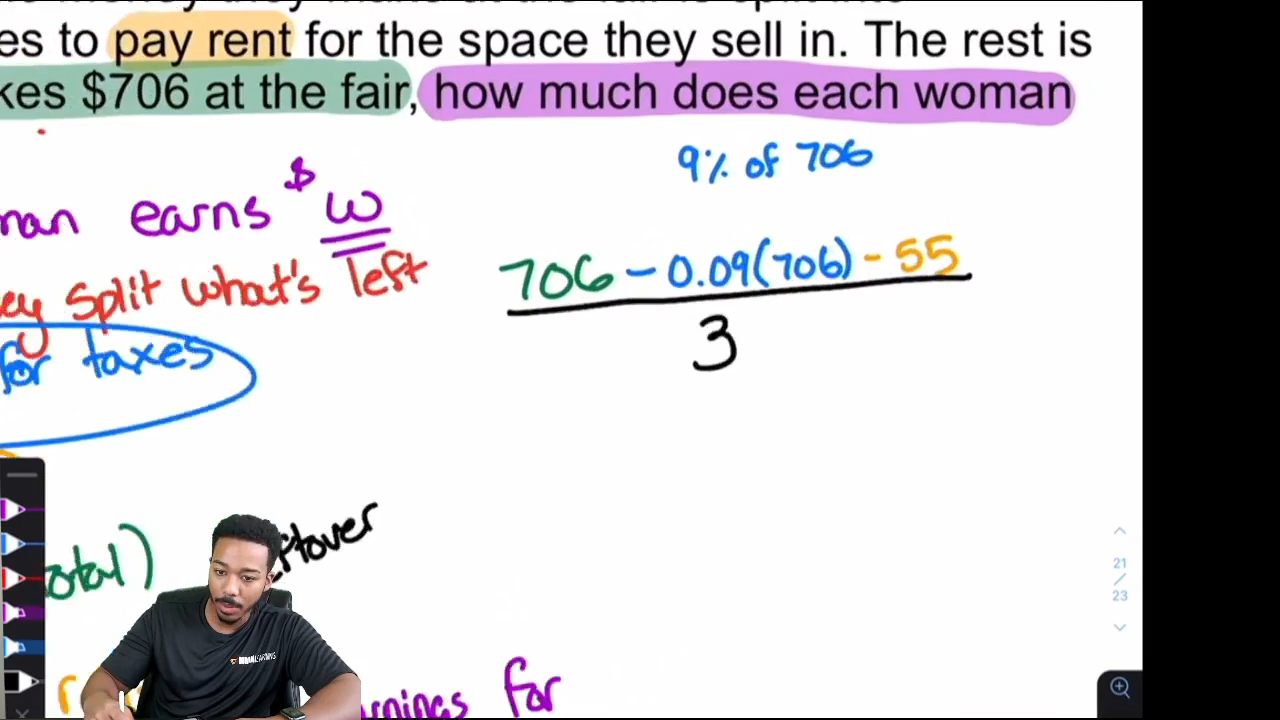 es to pay rent for the space they sell in. The rest is
kes $706 at the fair, how much does each woman
9% of 706
man earns $ w
706 - 0.09(706) - 55
ey split what's left
3
for taxes
otal) ftover
21
/
23
rnings for